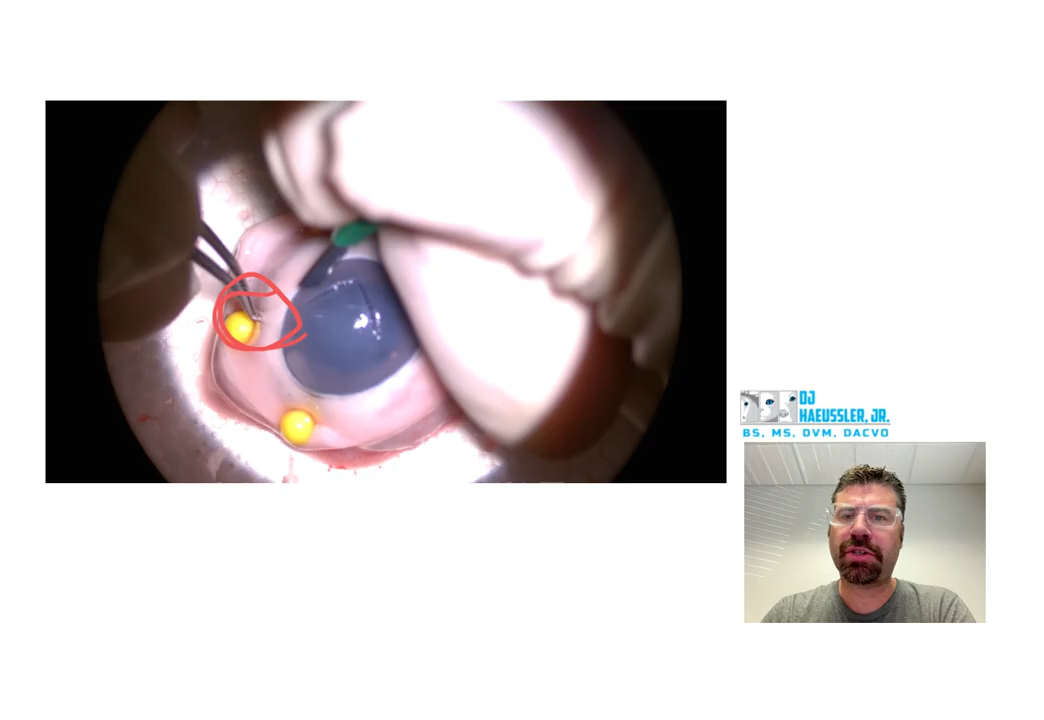 DJ
HAEUSSLER, JR.
BS, MS, DVM, DACVO